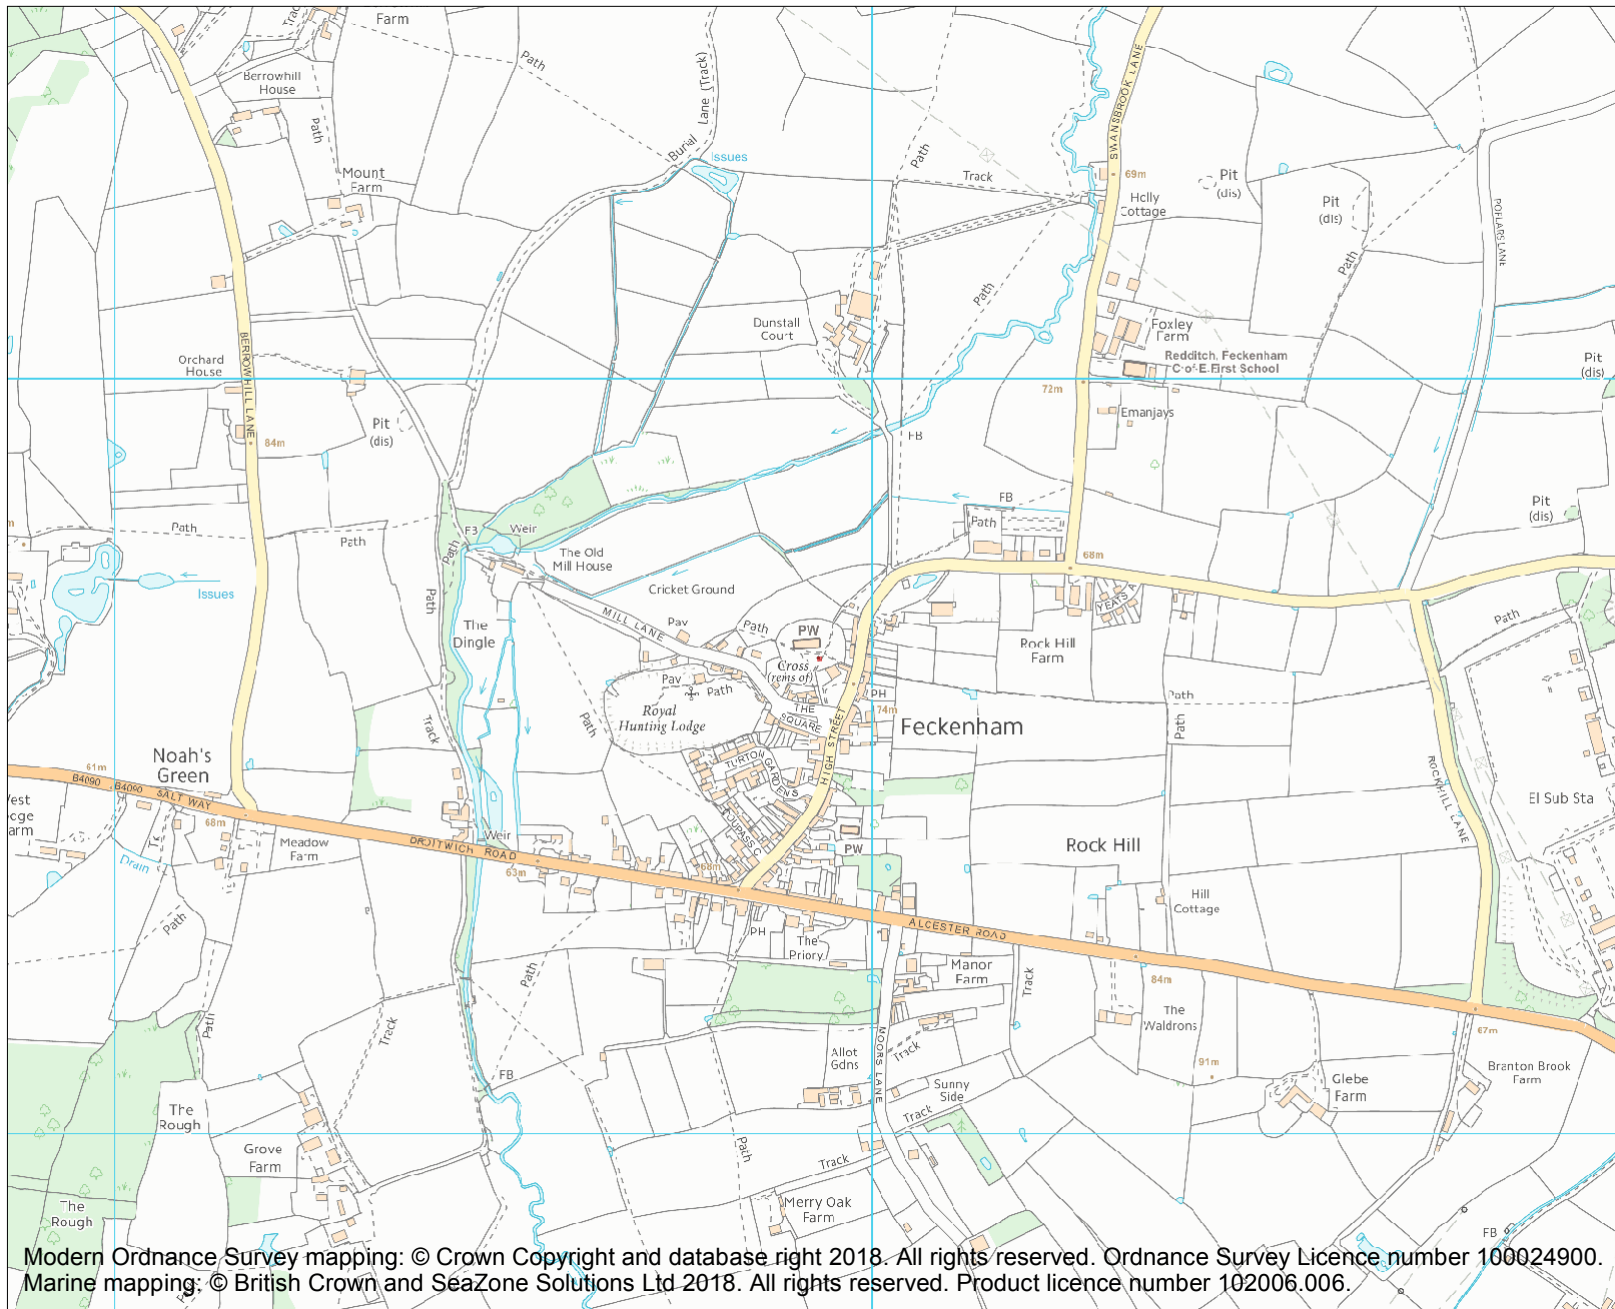 Track
Farm
Berrowhill
House
Path
Path
Mount
Farm
Burial
Lane (Track)
Issues
Path
Track
SWANSBROOK LANE
69m
Holly
Cottage
Pit
(dis)
Pit
(dis)
Path
POPLARS LANE
Path
Dunstall
Court
Foxley
Farm
Redditch, Feckenham
C of E First School
Pit
(dis)
Orchard
House
BERROWHILL LANE
84m
Pit
(dis)
72m
Emanjays
FB
Path
Path
Path
Weir
The Old
Mill House
FB
Path
68m
Pit
(dis)
Issues
Path
The
Dingle
Cricket Ground
MILL LANE
Pav
Path
PW
Cross
(rems of)
Pav
Path
Royal
Hunting Lodge
Path
THE
SQUARE
PH
74m
HIGH STREET
Feckenham
Rock Hill
Farm
Path
Path
Path
Track
Noah's
Green
61m
B4090
B4090
SALT WAY
68m
Meadow
Farm
Drain
DROITWICH ROAD
Weir
63m
TURTON
GARDENS
68m
PW
Rock Hill
Hill
Cottage
ROCKHILL LANE
El Sub Sta
Path
PH
The
Priory
ALCESTER ROAD
Manor
Farm
Track
84m
The
Waldrons
67m
Branton Brook
Farm
Path
Path
Track
FB
Allot
Gdns
MOORS LANE
Track
Sunny
Side
Track
91m
Glebe
Farm
The
Rough
Grove
Farm
Path
Track
Merry Oak
Farm
The
Rough
FB
Modern Ordnance Survey mapping: © Crown Copyright and database right 2018. All rights reserved. Ordnance Survey Licence number 100024900.
Marine mapping: © British Crown and SeaZone Solutions Ltd 2018. All rights reserved. Product licence number 102006.006.